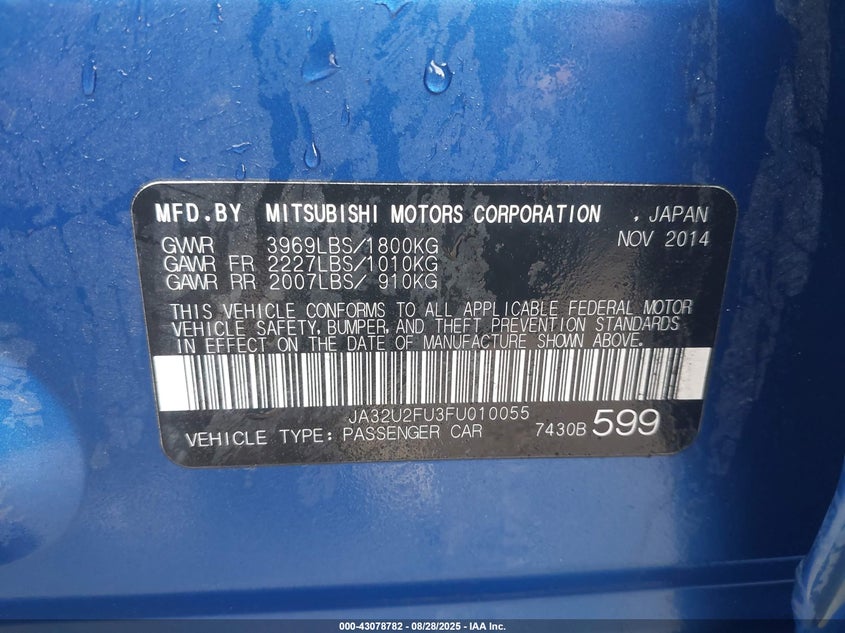 MFD.BY MITSUBISHI MOTORS CORPORATION , JAPAN
NOV 2014
GVWR 3969LBS/1800KG
GAWR FR 2227LBS/1010KG
GAWR RR 2007LBS/ 910KG
THIS VEHICLE CONFORMS TO ALL APPLICABLE FEDERAL MOTOR
VEHICLE SAFETY, BUMPER, AND THEFT PREVENTION STANDARDS
IN EFFECT ON THE DATE OF MANUFACTURE SHOWN ABOVE.
JA32U2FU3FU010055
VEHICLE TYPE: PASSENGER CAR 7430B 599
000-43078782 - 08/28/2025 - IAA Inc.